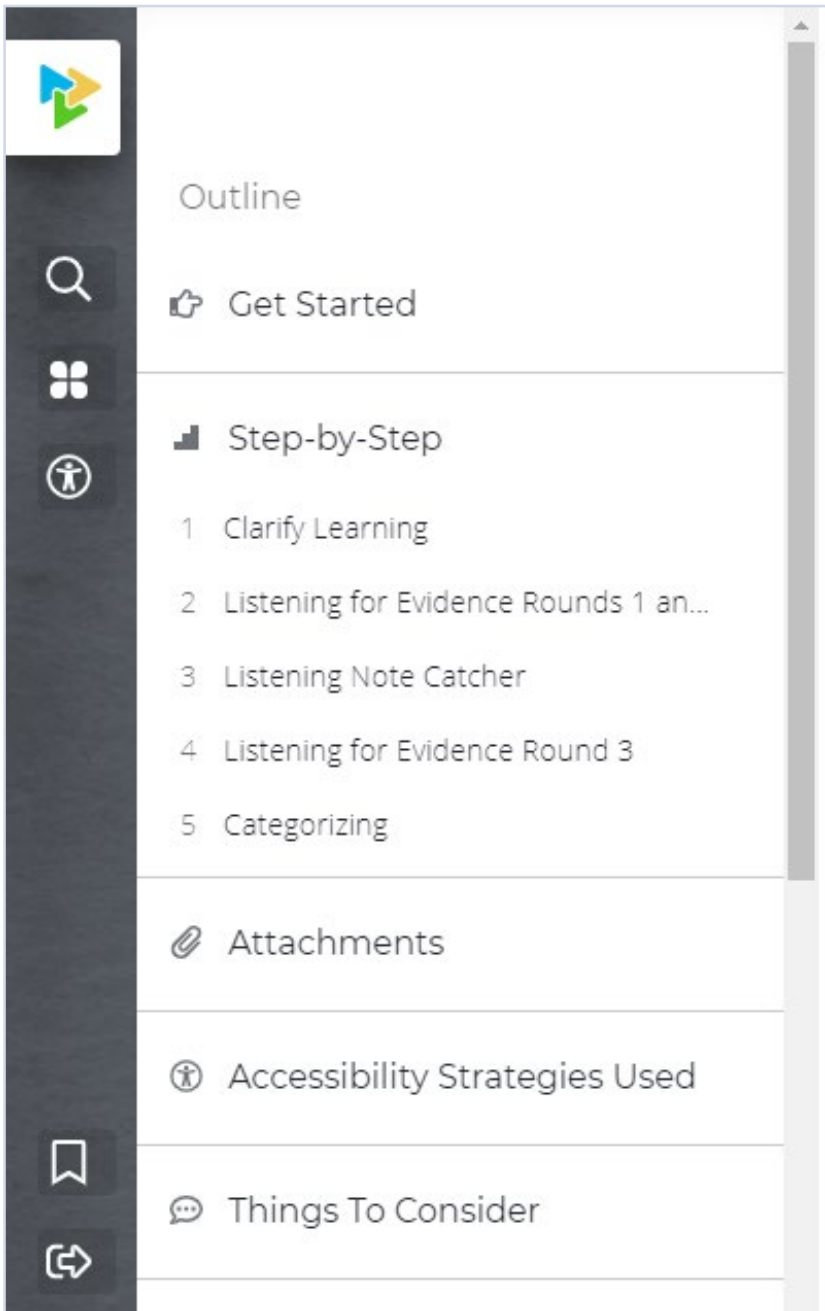 Outline
Get Started
Step-by-Step
1 Clarify Learning
2 Listening for Evidence Rounds 1 an...
3 Listening Note Catcher
4 Listening for Evidence Round 3
5 Categorizing
Attachments
Accessibility Strategies Used
Things To Consider